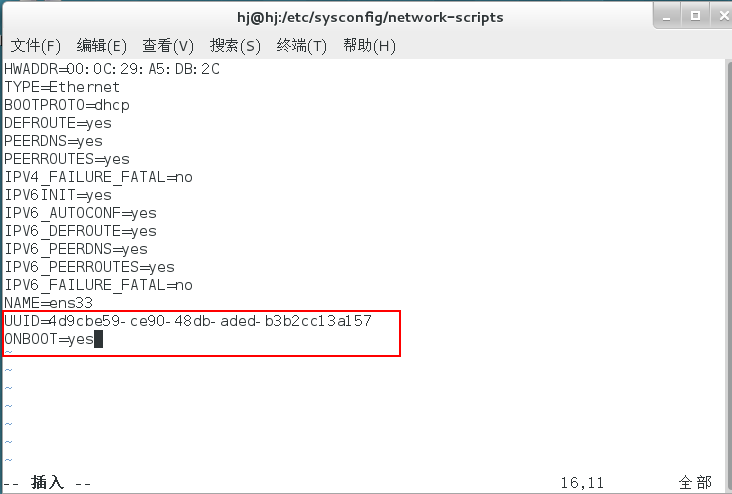 hj@hj:/etc/sysconfig/network-scripts
文件(F) 编辑(E) 查看(V) 搜索(S) 终端(T) 帮助(H)
HWADDR=00:0C:29:A5:DB:2C
TYPE=Ethernet
BOOTPROTO=dhcp
DEFROUTE=yes
PEERDNS=yes
PEERROUTES=yes
IPV4_FAILURE_FATAL=no
IPV6INIT=yes
IPV6_AUTOCONF=yes
IPV6_DEFROUTE=yes
IPV6_PEERDNS=yes
IPV6_PEERROUTES=yes
IPV6_FAILURE_FATAL=no
NAME=ens33
UUID=4d9cbe59-ce90-48db-aded-b3b2cc13a157
ONBOOT=yes
~
~
~
~
~
~
~
-- 插入 -- 16,11 全部